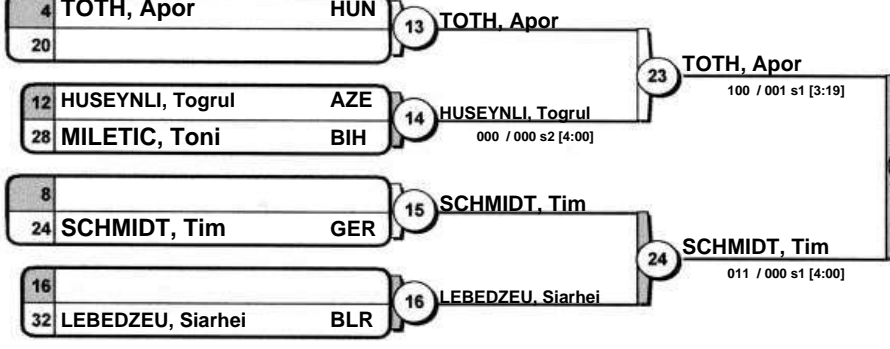 4 TOTH, Apor HUN
20
13 TOTH, Apor
12 HUSEYNLI, Togrul AZE
28 MILETIC, Toni BIH
14 HUSEYNLI, Togrul
000 / 000 s2 [4:00]
23 TOTH, Apor
100 / 001 s1 [3:19]
8
24 SCHMIDT, Tim GER
15 SCHMIDT, Tim
16
32 LEBEDZEU, Siarhei BLR
16 LEBEDZEU, Siarhei
24 SCHMIDT, Tim
011 / 000 s1 [4:00]